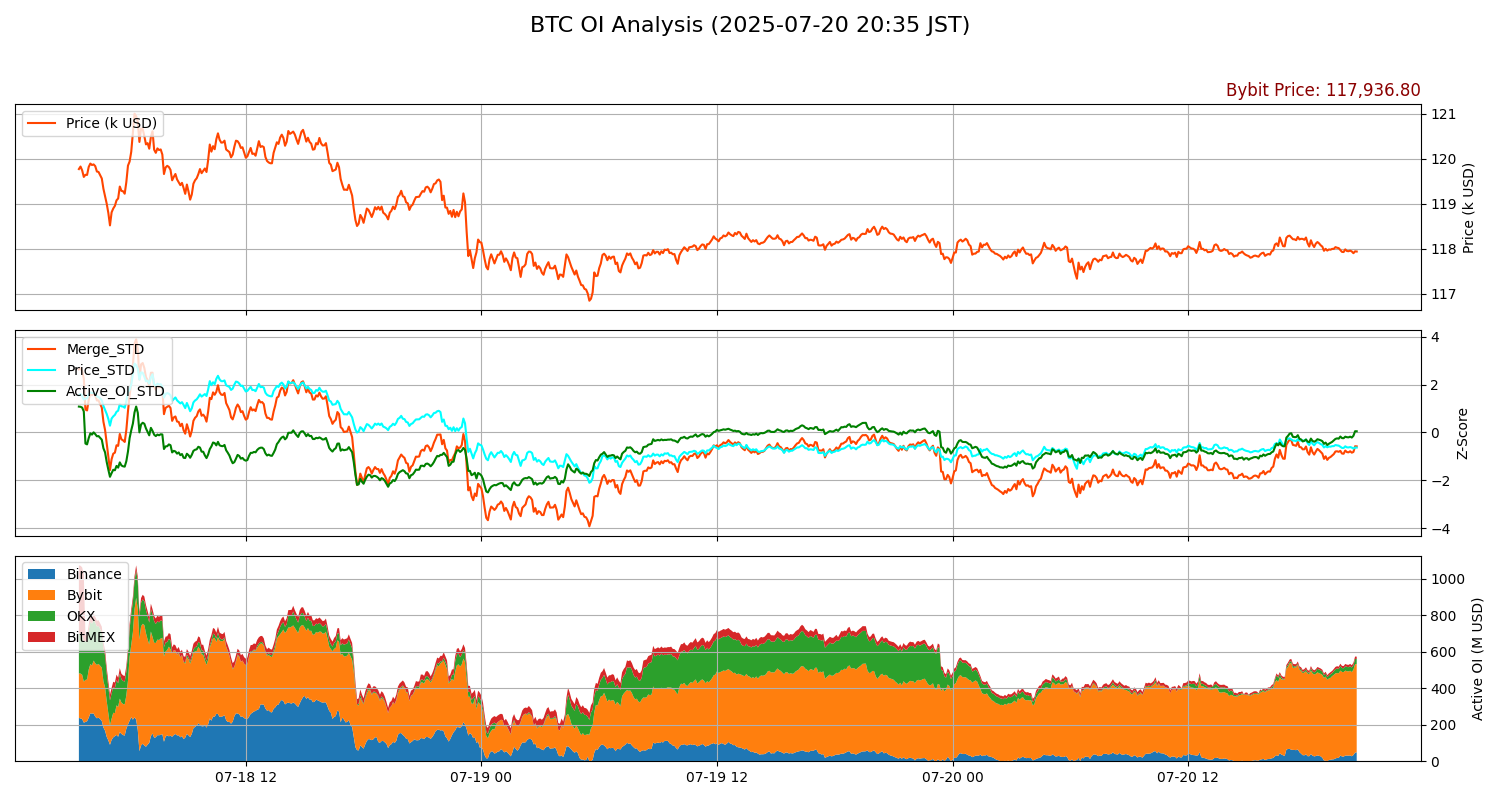 BTC OI Analysis (2025-07-20 20:35 JST)
Bybit Price: 117,936.80
Price (k USD)
121
120
119
118
117
Price (k USD)
Merge_STD
Price_STD
Active_OI_STD
4
2
0
−2
−4
Z-Score
Binance
Bybit
OKX
BitMEX
1000
800
600
400
200
0
Active OI (M USD)
07-18 12
07-19 00
07-19 12
07-20 00
07-20 12